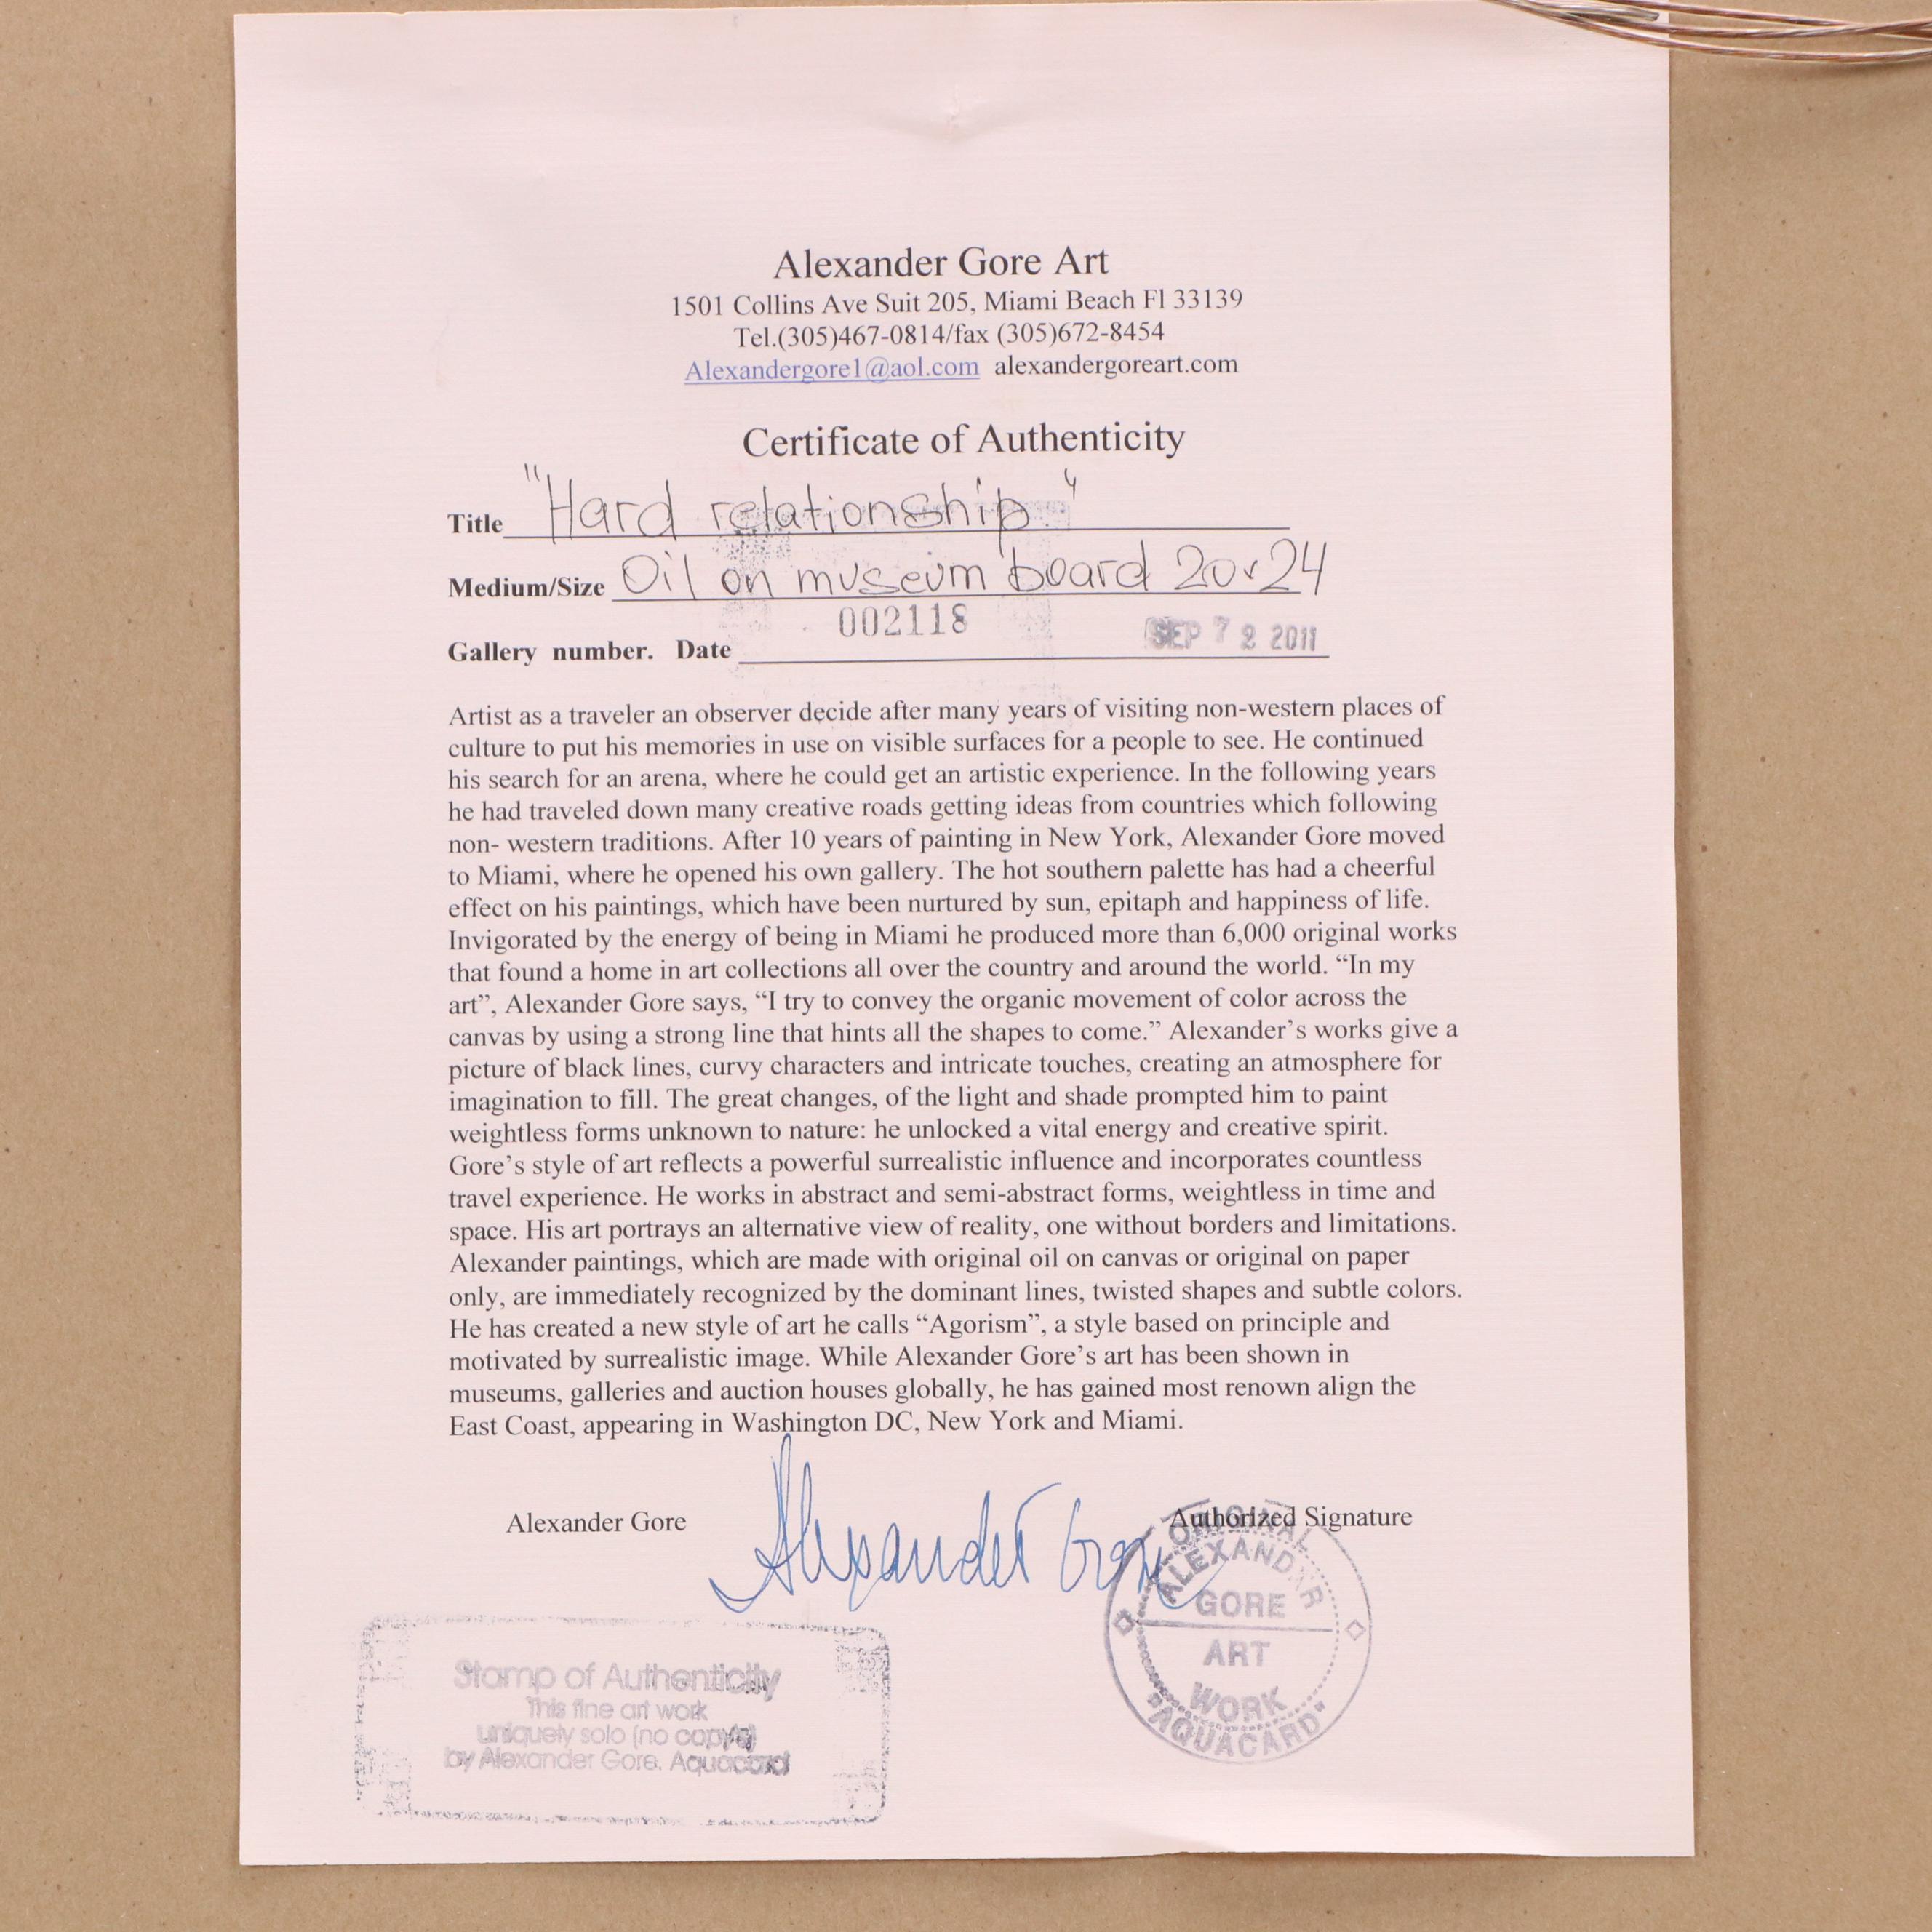 Alexander Gore Art
1501 Collins Ave Suit 205, Miami Beach Fl 33139
Tel.(305)467-0814/fax (305)672-8454
Alexandergore1@aol.com alexandergoreart.com
Certificate of Authenticity
Title "Hard relationship."
Medium/Size Oil on museum board 20x24
Gallery number. Date 002118 SEP 2011
Artist as a traveler an observer decide after many years of visiting non-western places of
culture to put his memories in use on visible surfaces for a people to see. He continued
his search for an arena, where he could get an artistic experience. In the following years
he had traveled down many creative roads getting ideas from countries which following
non- western traditions. After 10 years of painting in New York, Alexander Gore moved
to Miami, where he opened his own gallery. The hot southern palette has had a cheerful
effect on his paintings, which have been nurtured by sun, epitaph and happiness of life.
Invigorated by the energy of being in Miami he produced more than 6,000 original works
that found a home in art collections all over the country and around the world. “In my
art”, Alexander Gore says, “I try to convey the organic movement of color across the
canvas by using a strong line that hints all the shapes to come.” Alexander’s works give a
picture of black lines, curvy characters and intricate touches, creating an atmosphere for
imagination to fill. The great changes, of the light and shade prompted him to paint
weightless forms unknown to nature: he unlocked a vital energy and creative spirit.
Gore’s style of art reflects a powerful surrealistic influence and incorporates countless
travel experience. He works in abstract and semi-abstract forms, weightless in time and
space. His art portrays an alternative view of reality, one without borders and limitations.
Alexander paintings, which are made with original oil on canvas or original on paper
only, are immediately recognized by the dominant lines, twisted shapes and subtle colors.
He has created a new style of art he calls “Agorism”, a style based on principle and
motivated by surrealistic image. While Alexander Gore’s art has been shown in
museums, galleries and auction houses globally, he has gained most renown align the
East Coast, appearing in Washington DC, New York and Miami.
Alexander Gore Alexander Gore Authorized Signature
ORIGINAL
ALEXANDER
GORE
ART
WORK
"AQUACARD"
Stamp of Authenticity
This fine art work
uniquely solo (no copy's)
by Alexander Gore. Aquacard